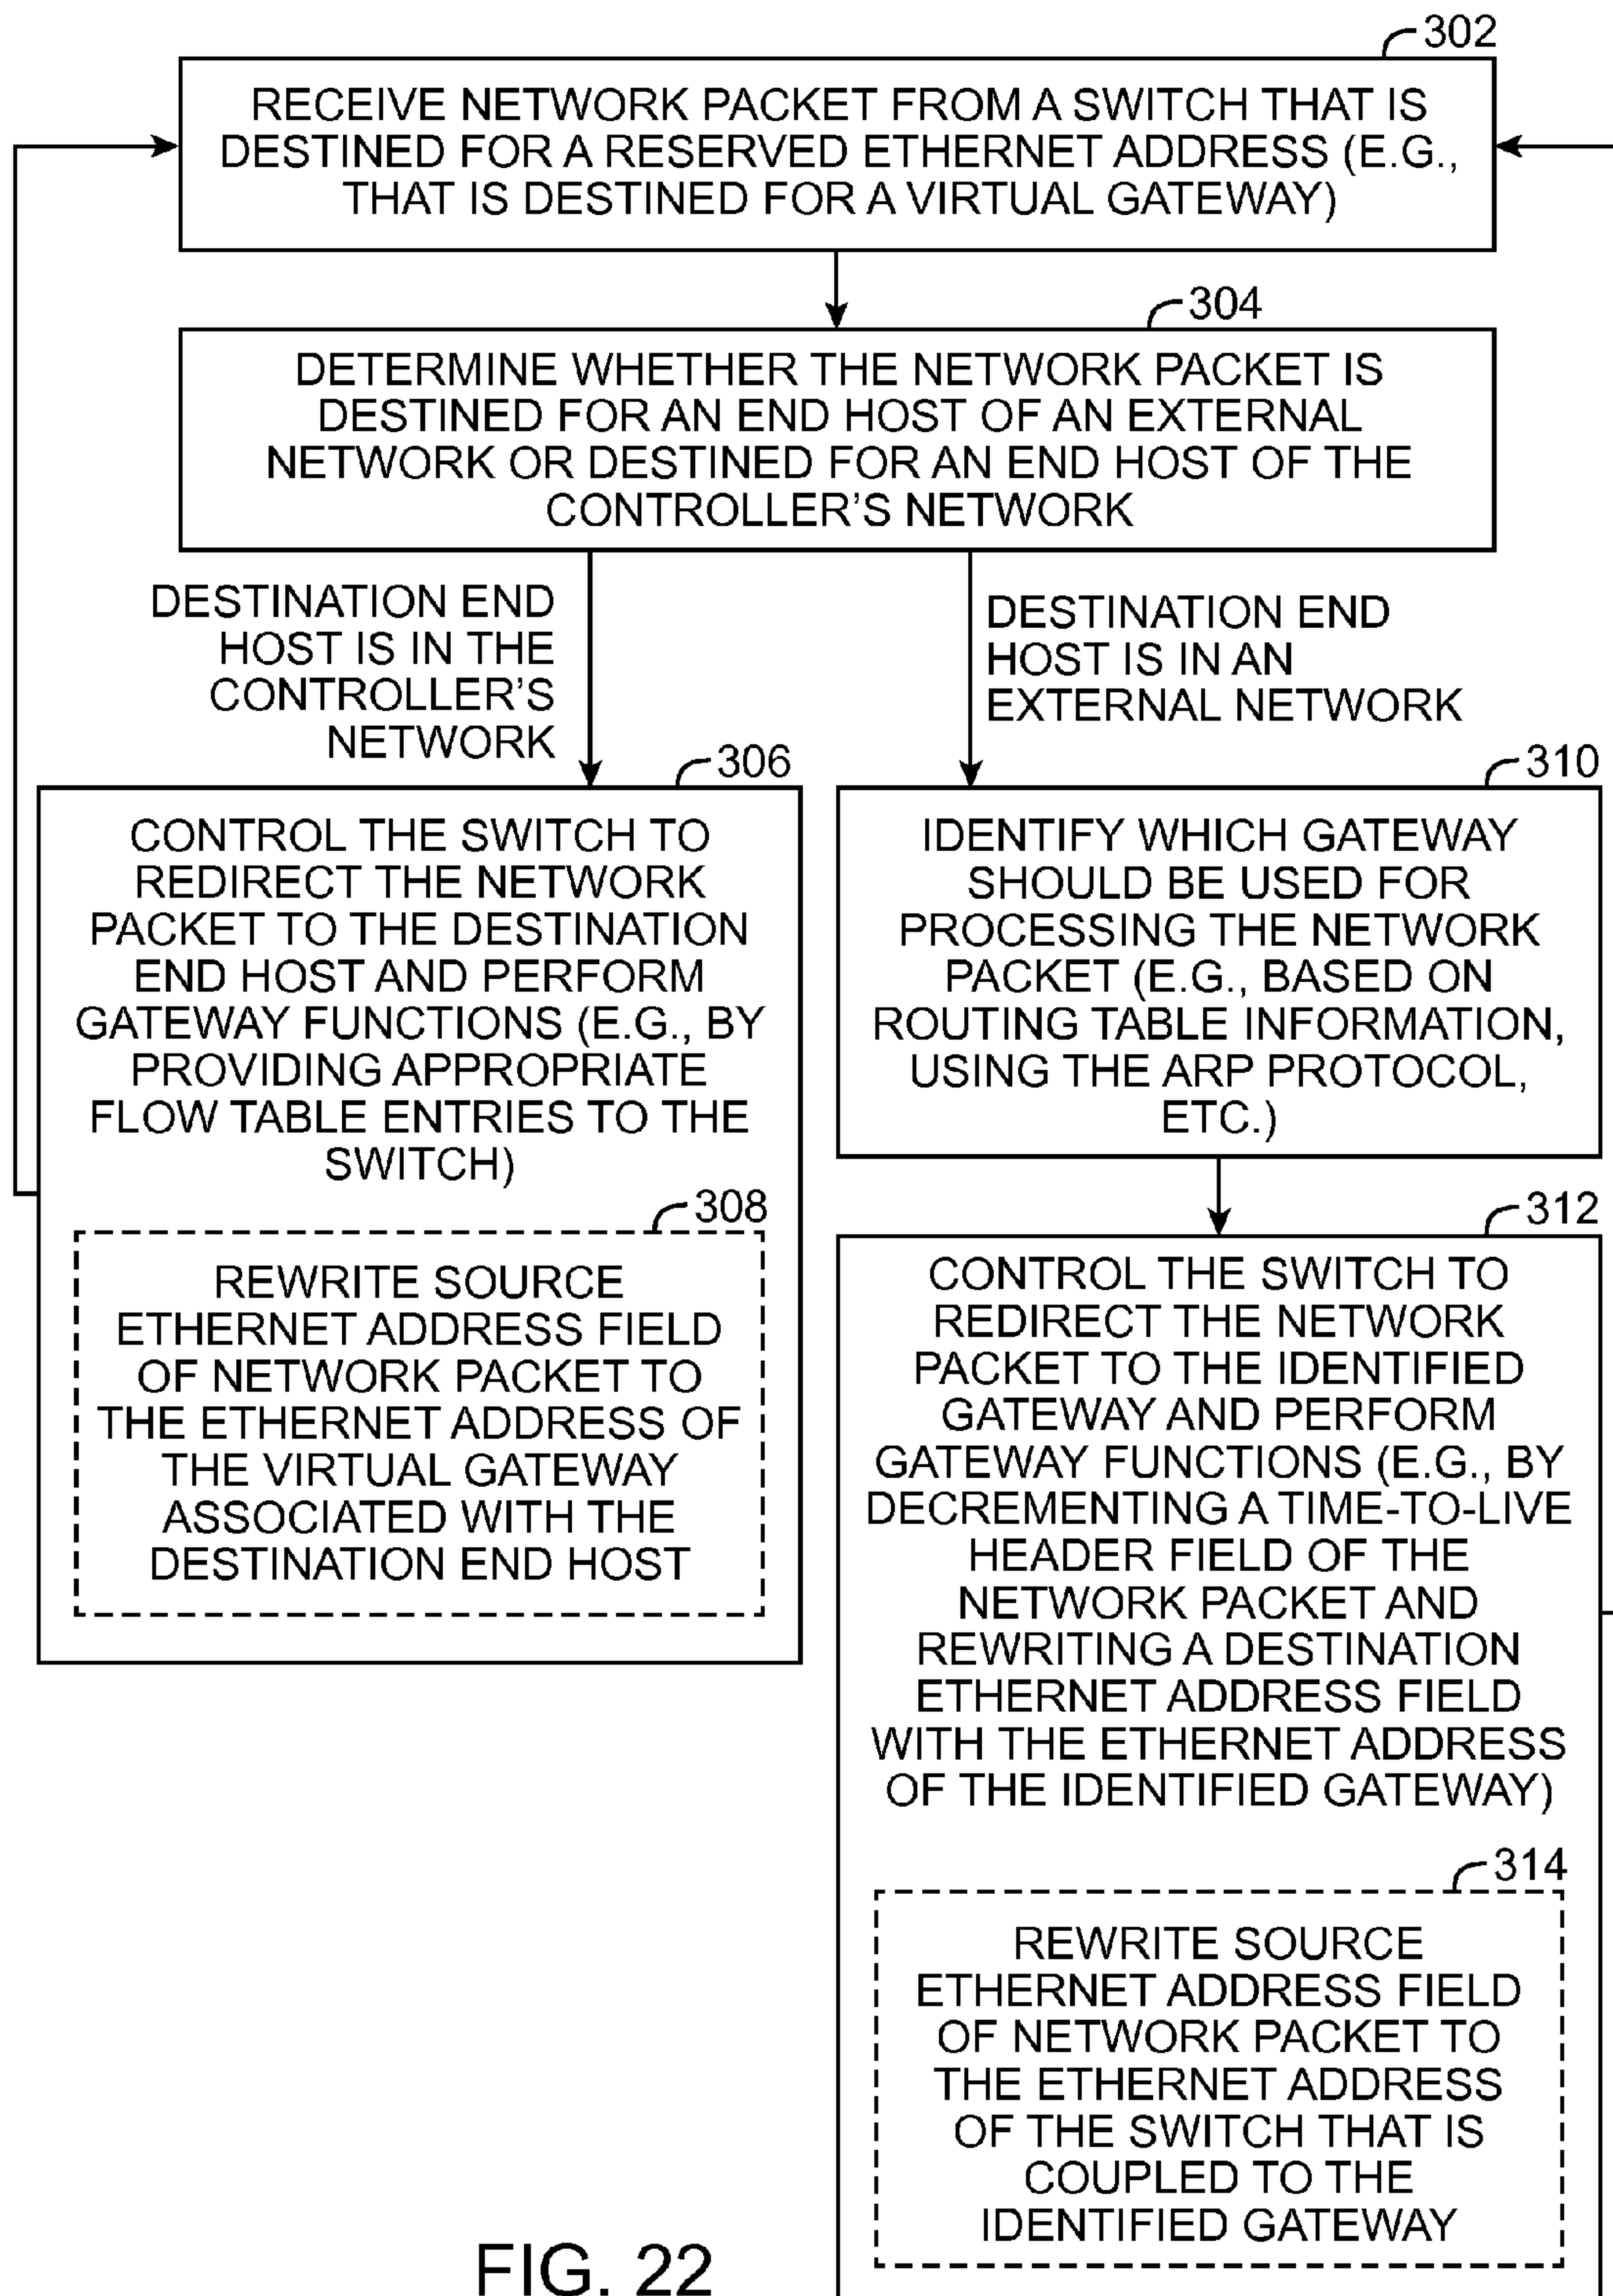 302
RECEIVE NETWORK PACKET FROM A SWITCH THAT IS
DESTINED FOR A RESERVED ETHERNET ADDRESS (E.G.,
THAT IS DESTINED FOR A VIRTUAL GATEWAY)
304
DETERMINE WHETHER THE NETWORK PACKET IS
DESTINED FOR AN END HOST OF AN EXTERNAL
NETWORK OR DESTINED FOR AN END HOST OF THE
CONTROLLER'S NETWORK
DESTINATION END
HOST IS IN THE
CONTROLLER'S
NETWORK
DESTINATION END
HOST IS IN AN
EXTERNAL NETWORK
306
CONTROL THE SWITCH TO
REDIRECT THE NETWORK
PACKET TO THE DESTINATION
END HOST AND PERFORM
GATEWAY FUNCTIONS (E.G., BY
PROVIDING APPROPRIATE
FLOW TABLE ENTRIES TO THE
SWITCH)
308
REWRITE SOURCE
ETHERNET ADDRESS FIELD
OF NETWORK PACKET TO
THE ETHERNET ADDRESS OF
THE VIRTUAL GATEWAY
ASSOCIATED WITH THE
DESTINATION END HOST
310
IDENTIFY WHICH GATEWAY
SHOULD BE USED FOR
PROCESSING THE NETWORK
PACKET (E.G., BASED ON
ROUTING TABLE INFORMATION,
USING THE ARP PROTOCOL,
ETC.)
312
CONTROL THE SWITCH TO
REDIRECT THE NETWORK
PACKET TO THE IDENTIFIED
GATEWAY AND PERFORM
GATEWAY FUNCTIONS (E.G., BY
DECREMENTING A TIME-TO-LIVE
HEADER FIELD OF THE
NETWORK PACKET AND
REWRITING A DESTINATION
ETHERNET ADDRESS FIELD
WITH THE ETHERNET ADDRESS
OF THE IDENTIFIED GATEWAY)
314
REWRITE SOURCE
ETHERNET ADDRESS FIELD
OF NETWORK PACKET TO
THE ETHERNET ADDRESS
OF THE SWITCH THAT IS
COUPLED TO THE
IDENTIFIED GATEWAY
FIG. 22